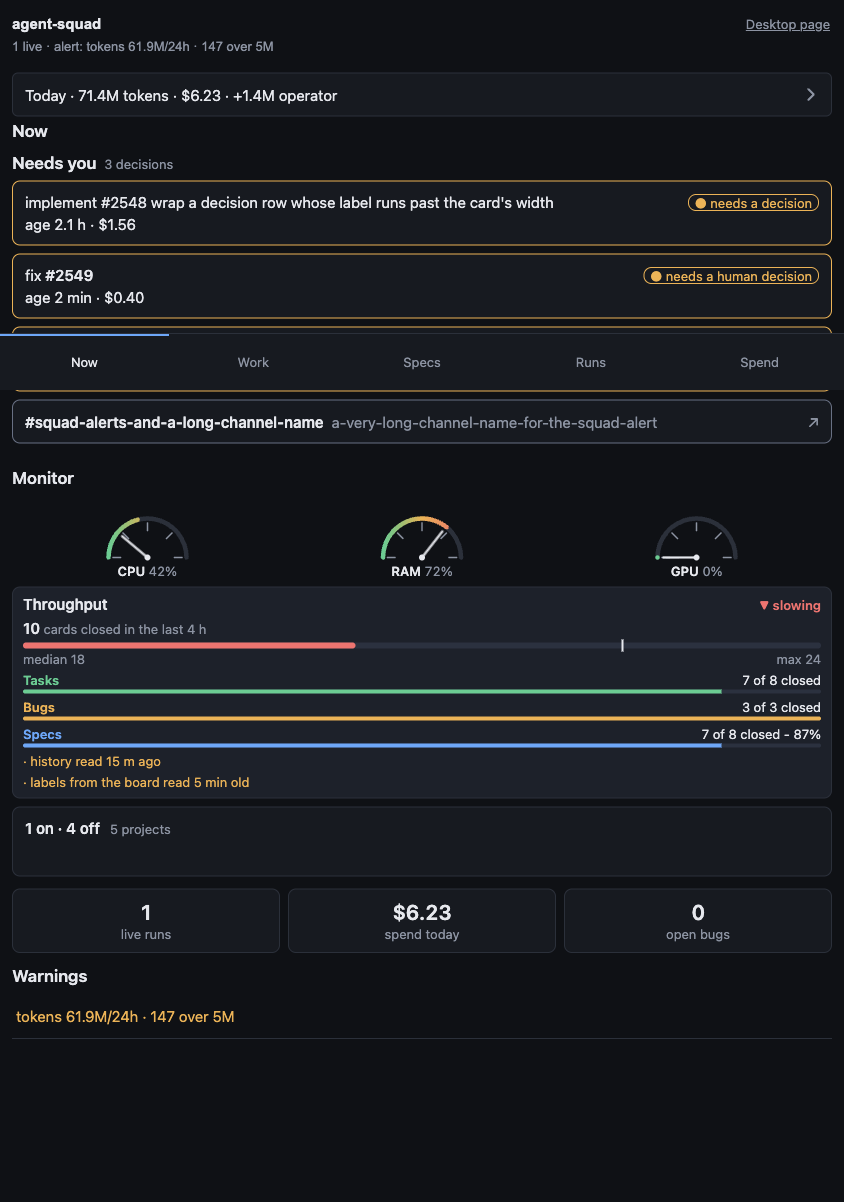 agent-squad
Desktop page
1 live · alert: tokens 61.9M/24h · 147 over 5M
Today · 71.4M tokens · $6.23 · +1.4M operator
Now
Needs you 3 decisions
implement #2548 wrap a decision row whose label runs past the card's width
needs a decision
age 2.1 h · $1.56
fix #2549
needs a human decision
age 2 min · $0.40
Now Work Specs Runs Spend
#squad-alerts-and-a-long-channel-name a-very-long-channel-name-for-the-squad-alert
Monitor
CPU 42% RAM 72% GPU 0%
Throughput
▼ slowing
10 cards closed in the last 4 h
median 18 max 24
Tasks 7 of 8 closed
Bugs 3 of 3 closed
Specs 7 of 8 closed - 87%
· history read 15 m ago
· labels from the board read 5 min old
1 on · 4 off 5 projects
1 $6.23 0
live runs spend today open bugs
Warnings
tokens 61.9M/24h · 147 over 5M